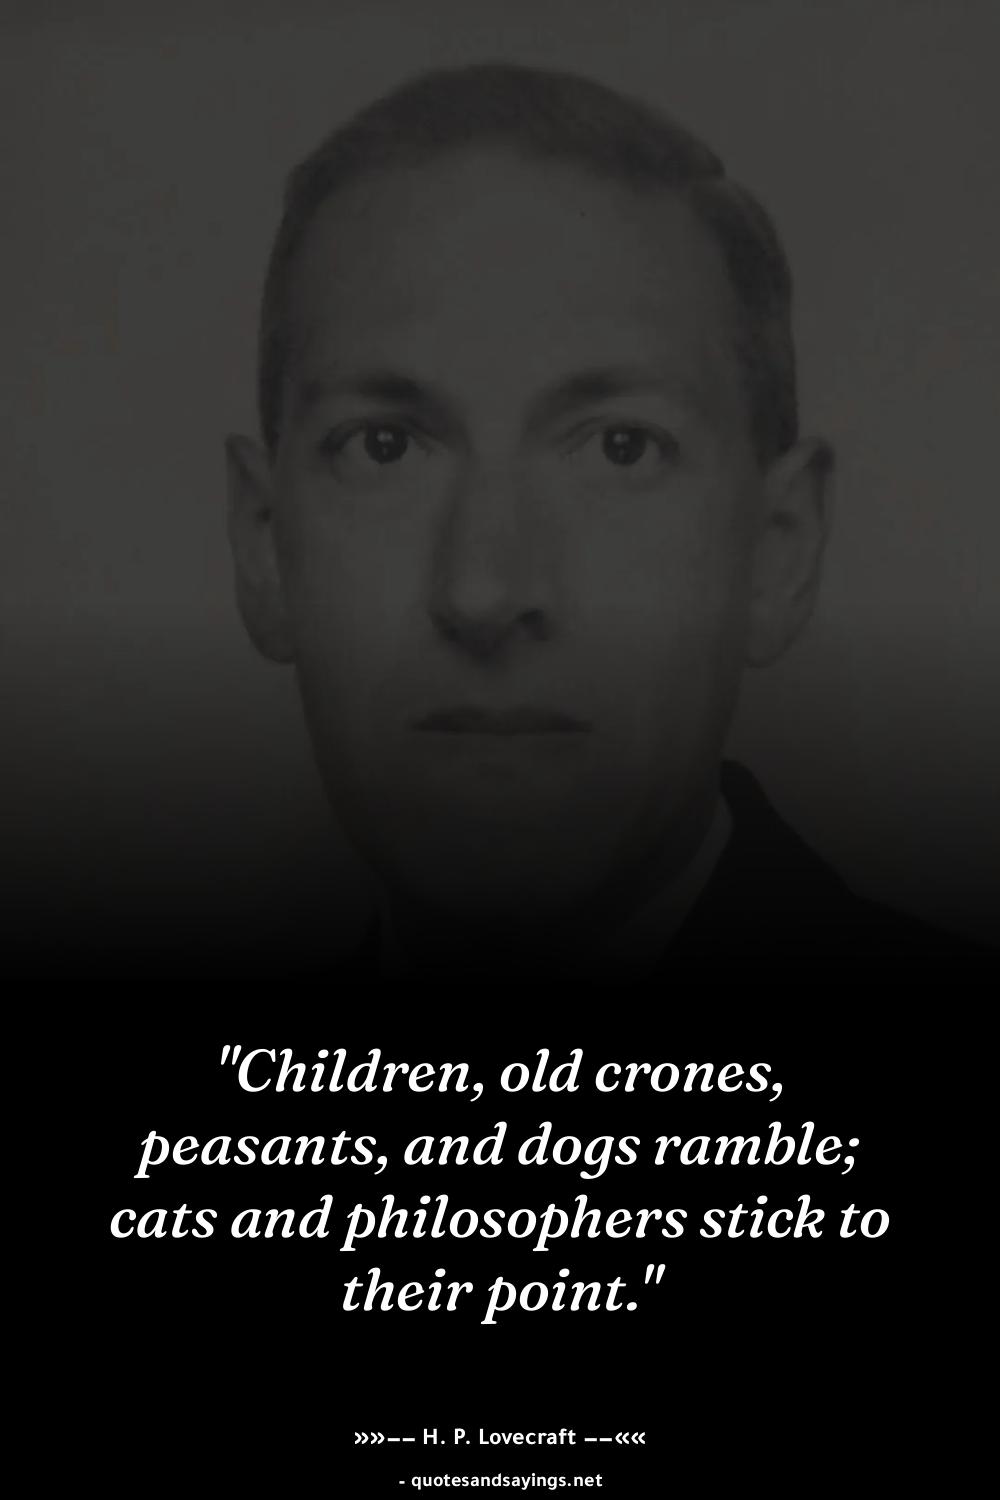 "Children, old crones,
peasants, and dogs ramble;
cats and philosophers stick to
their point."
»»−− H. P. Lovecraft −−««
- quotesandsayings.net